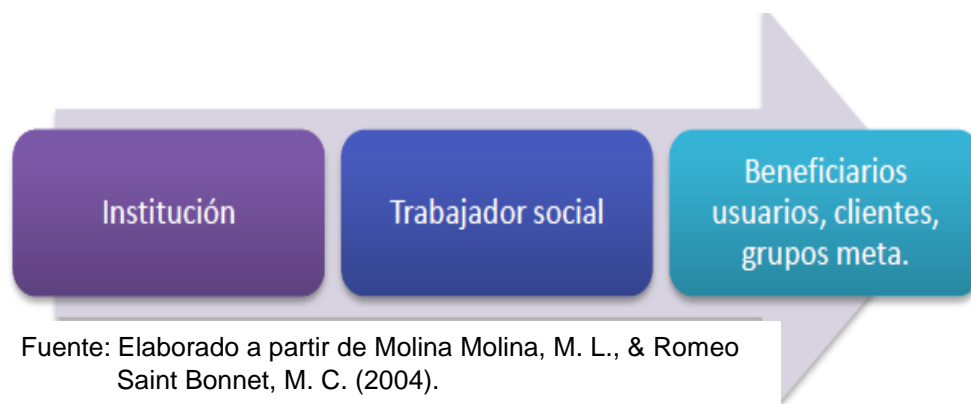 Institución
Trabajador social
Beneficiarios
usuarios, clientes,
grupos meta.
Fuente: Elaborado a partir de Molina Molina, M. L., & Romeo
Saint Bonnet, M. C. (2004).